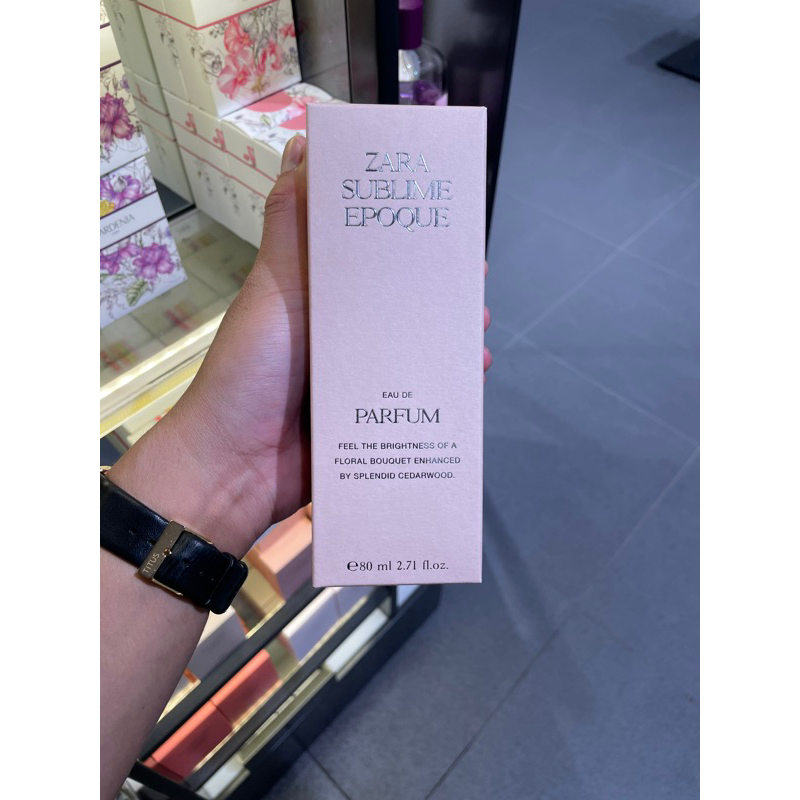 ZARA
SUBLIME
EPOQUE
EAU DE
PARFUM
FEEL THE BRIGHTNESS OF A
FLORAL BOUQUET ENHANCED
BY SPLENDID CEDARWOOD.
℮80 ml 2.71 fl.oz.
TITUS